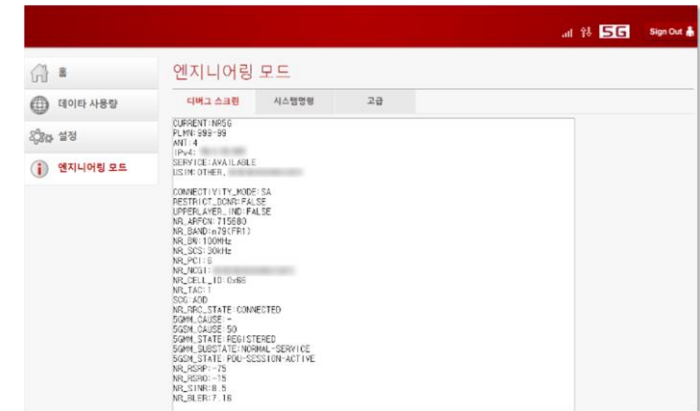 5G Sign Out
홈
데이타 사용량
설정
엔지니어링 모드
엔지니어링 모드
디버그 스크린 시스템명령 고급
CURRENT:NR5G
PLMN:999-99
ANT:4
IPv4:
SERVICE:AVAILABLE
USIM:OTHER,
CONNECTIVITY_MODE:SA
RESTRICT_DCNR:FALSE
UPPERLAYER_IND:FALSE
NR_ARFCN:715680
NR_BAND:n79(FR1)
NR_BW:100MHz
NR_SCS:30kHz
NR_PCI:6
NR_NCGI:
NR_CELL_ID:0x66
NR_TAC:1
SCG:ADD
NR_RRC_STATE:CONNECTED
5GMM_CAUSE:-
5GSM_CAUSE:50
5GMM_STATE:REGISTERED
5GMM_SUBSTATE:NORMAL-SERVICE
5GSM_STATE:PDU-SESSION-ACTIVE
NR_RSRP:-75
NR_RSRQ:-15
NR_SINR:8.5
NR_BLER:7.16